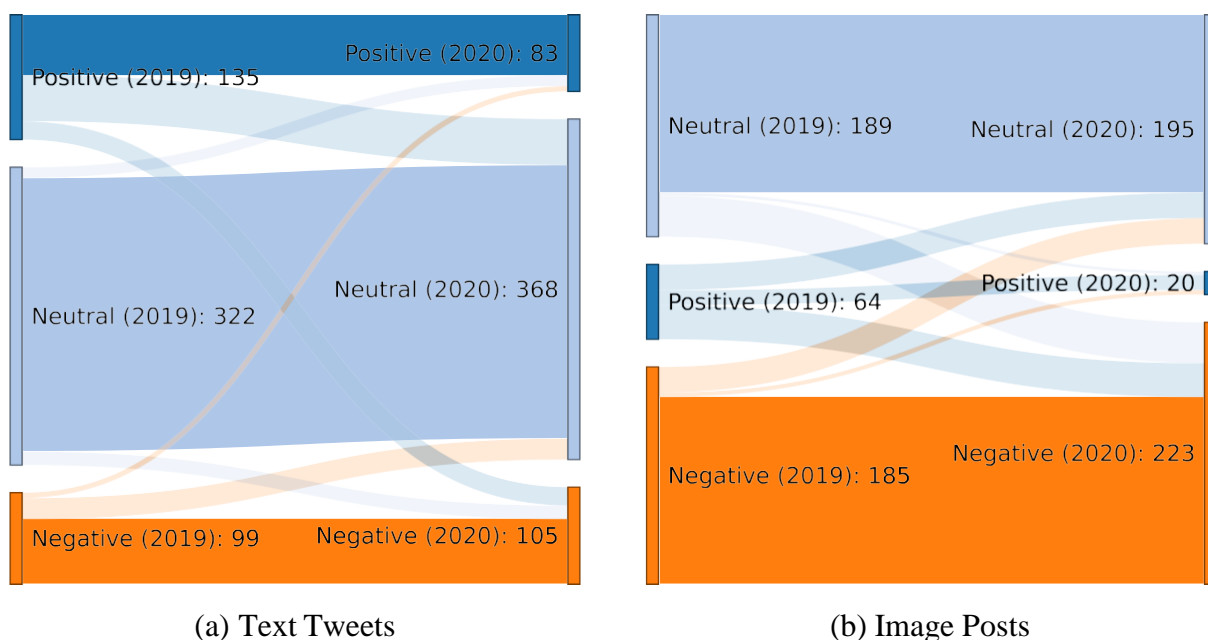 Positive (2020): 83
Positive (2019): 135
Neutral (2020): 368
Neutral (2019): 322
Negative (2019): 99
Negative (2020): 105
(a) Text Tweets
Neutral (2019): 189
Neutral (2020): 195
Positive (2020): 20
Positive (2019): 64
Negative (2020): 223
Negative (2019): 185
(b) Image Posts